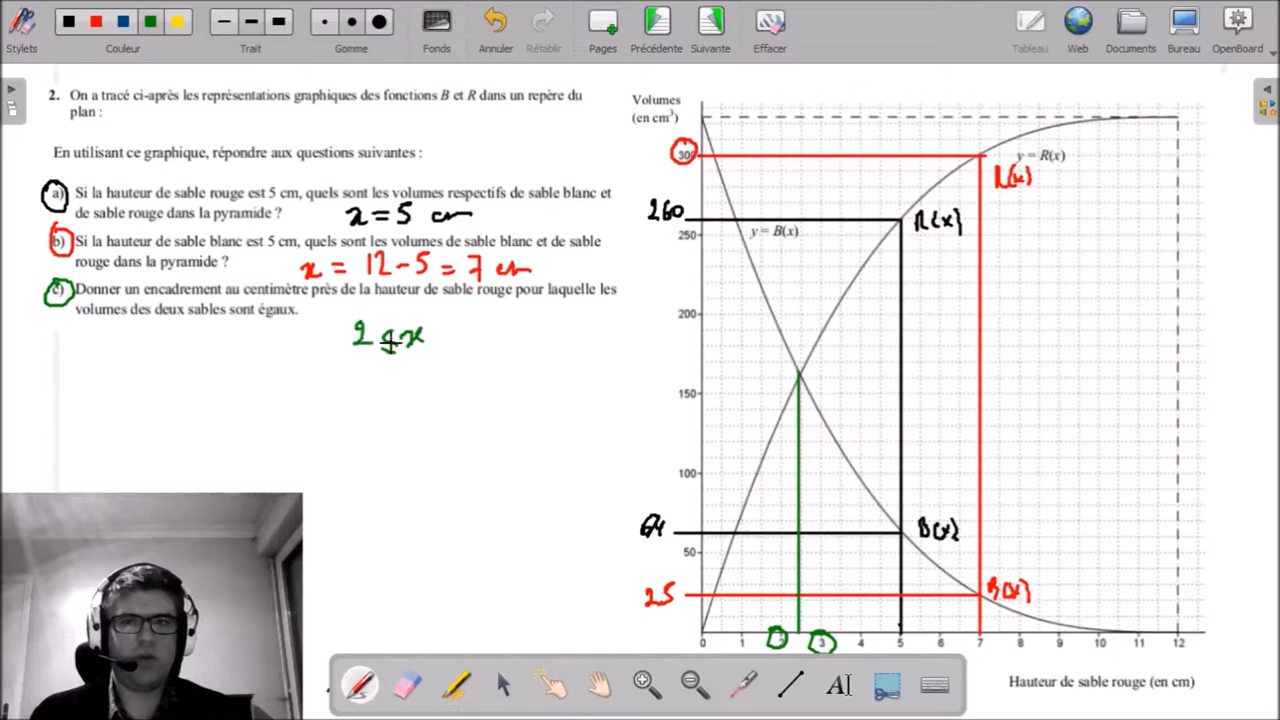 Stylets Couleur Trait Gomme Fonds Annuler Rétablir Pages Précédente Suivante Effacer Tableau Web Documents Bureau OpenBoard
2. On a tracé ci-après les représentations graphiques des fonctions B et R dans un repère du
plan :
En utilisant ce graphique, répondre aux questions suivantes :
a) Si la hauteur de sable rouge est 5 cm, quels sont les volumes respectifs de sable blanc et
de sable rouge dans la pyramide ? x = 5 cm
b) Si la hauteur de sable blanc est 5 cm, quels sont les volumes de sable blanc et de sable
rouge dans la pyramide ?
x = 12 - 5 = 7 cm
c) Donner un encadrement au centimètre près de la hauteur de sable rouge pour laquelle les
volumes des deux sables sont égaux.
2 ≤ x
Volumes
(en cm³)
300
y = R(x)
R(x)
260
R(x)
250
y = B(x)
200
150
100
64
B(x)
50
25
B(x)
0 1 2 3 4 5 6 7 8 9 10 11 12
Hauteur de sable rouge (en cm)